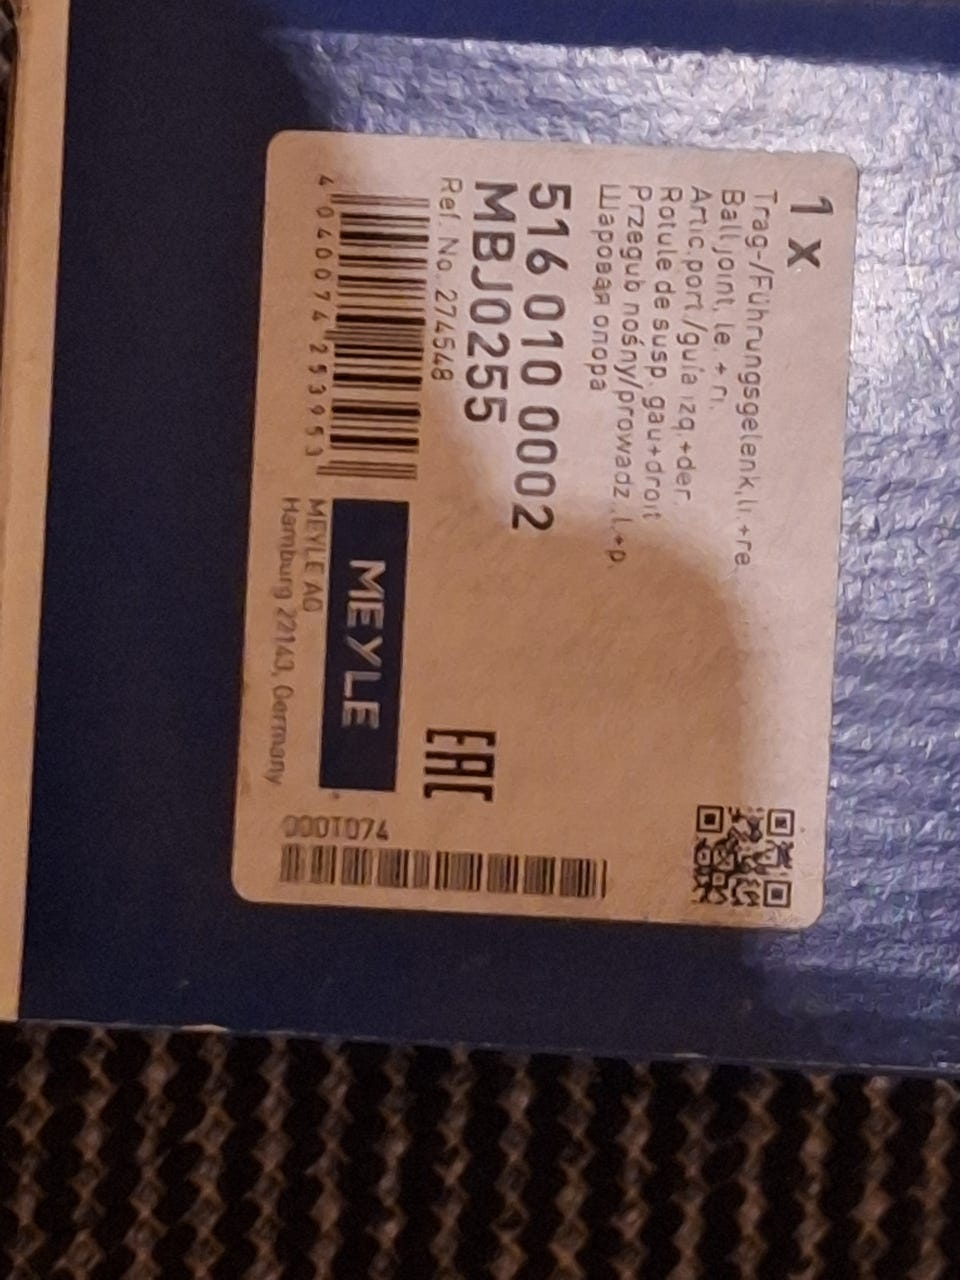 1 X
Trag-/Führungsgelenk,li.+re.
Ball joint, le. + ri.
Artic.port./guía izq.+der.
Rotule de susp. gau+droit
Przegub nośny/prowadz.,l.+p.
Шаровая опора
516 010 0002
MBJ0255
Ref. No. 274548
4 040074 253953
MEYLE
MEYLE AG
Hamburg 22143, Germany
EAC
000T074